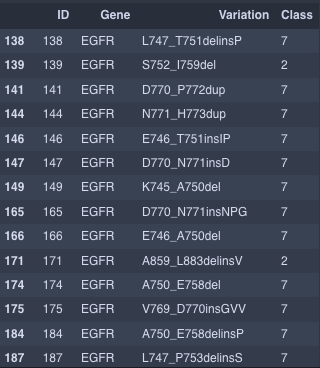 ID Gene Variation Class
138 138 EGFR L747_T751delinsP 7
139 139 EGFR S752_I759del 2
141 141 EGFR D770_P772dup 7
144 144 EGFR N771_H773dup 7
146 146 EGFR E746_T751insIP 7
147 147 EGFR D770_N771insD 7
149 149 EGFR K745_A750del 7
165 165 EGFR D770_N771insNPG 7
166 166 EGFR E746_A750del 7
171 171 EGFR A859_L883delinsV 2
174 174 EGFR A750_E758del 7
175 175 EGFR V769_D770insGVV 7
184 184 EGFR A750_E758delinsP 7
187 187 EGFR L747_P753delinsS 7